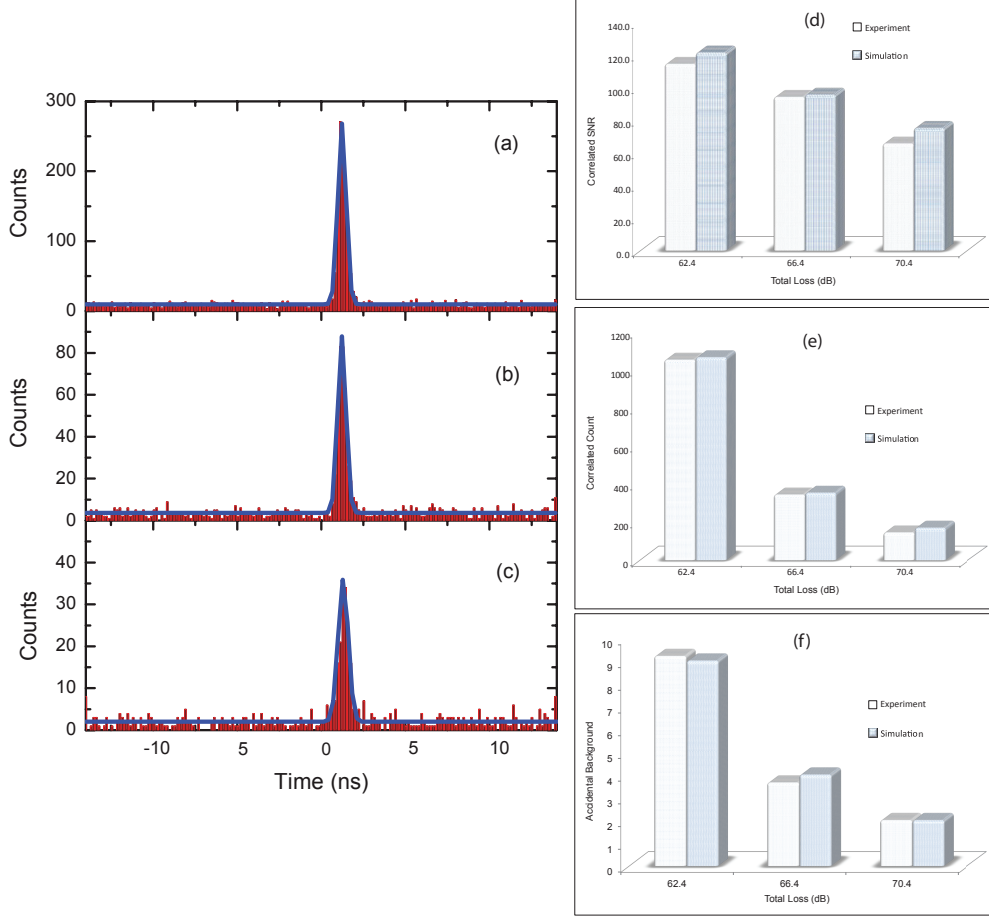 (a)
300
200
100
0
Counts
(b)
80
60
40
20
0
Counts
(c)
40
30
20
10
0
Counts
-10 5 0 5 10
Time (ns)
(d)
140.0
120.0
100.0
80.0
60.0
40.0
20.0
0.0
Correlated SNR
Experiment
Simulation
62.4 66.4 70.4
Total Loss (dB)
(e)
1200
1000
800
600
400
200
0
Correlated Count
Experiment
Simulation
62.4 66.4 70.4
Total Loss (dB)
(f)
10
9
8
7
6
5
4
3
2
1
0
Accidental Background
Experiment
Simulation
62.4 66.4 70.4
Total Loss (dB)